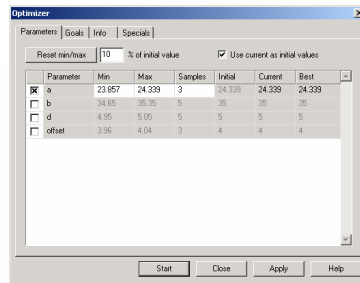 Optimizer
Parameters Goals Info Specials
Reset min/max 10 % of initial value Use current as initial values
Parameter Min Max Samples Initial Current Best
a 23.857 24.339 3 24.339 24.339 24.339
b 34.65 35.35 5 35 35 35
d 4.95 5.05 5 5 5 5
offset 3.96 4.04 3 4 4 4
Start Close Apply Help